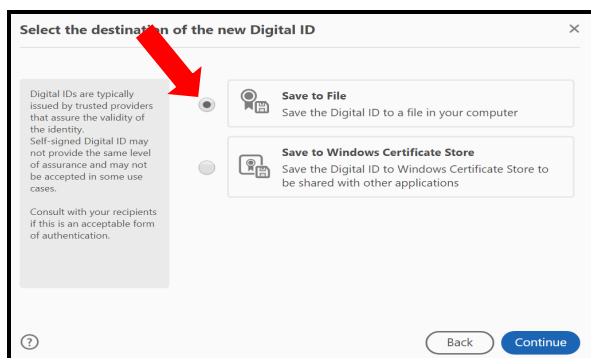 Select the destination of the new Digital ID
Digital IDs are typically
issued by trusted providers
that assure the validity of
the identity.
Self-signed Digital ID may
not provide the same level
of assurance and may not
be accepted in some use
cases.
Consult with your recipients
if this is an acceptable form
of authentication.
Save to File
Save the Digital ID to a file in your computer
Save to Windows Certificate Store
Save the Digital ID to Windows Certificate Store to
be shared with other applications
?
Back
Continue